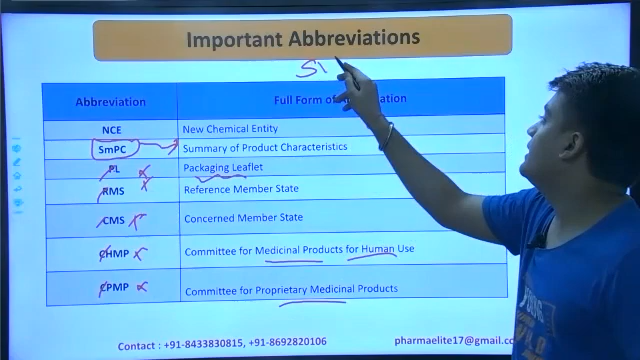 Important Abbreviations
Abbreviation Full Form of
NCE New Chemical Entity
SmPC Summary of Product Characteristics
PL Packaging Leaflet
RMS Reference Member State
CMS Concerned Member State
CHMP Committee for Medicinal Products for Human Use
CPMP Committee for Proprietary Medicinal Products
Contact : +91-8433830815, +91-8692820106 pharmaelite17@gmail.co